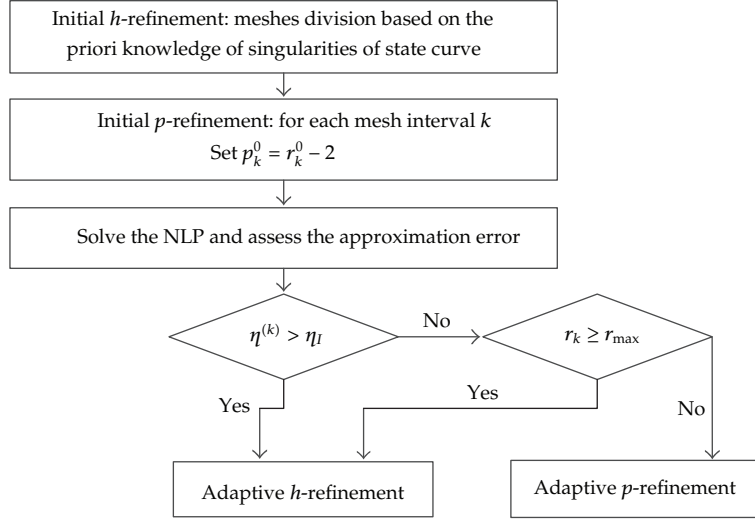 Initial h-refinement: meshes division based on the
priori knowledge of singularities of state curve
Initial p-refinement: for each mesh interval k
Set p_k^0 = r_k^0 − 2
Solve the NLP and assess the approximation error
η^(k) > η_I
No
r_k ≥ r_max
Yes
Yes
No
Adaptive h-refinement
Adaptive p-refinement